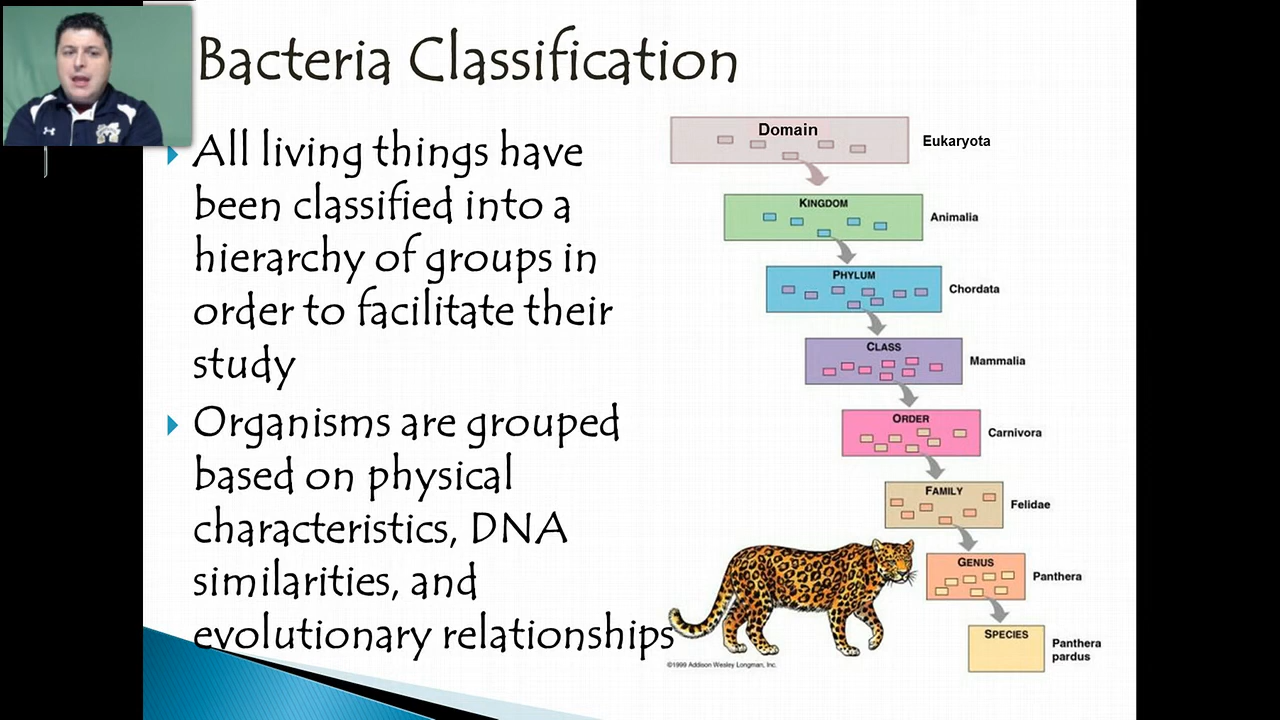 Bacteria Classification
All living things have
been classified into a
hierarchy of groups in
order to facilitate their
study
Organisms are grouped
based on physical
characteristics, DNA
similarities, and
evolutionary relationships
Domain
Eukaryota
KINGDOM
Animalia
PHYLUM
Chordata
CLASS
Mammalia
ORDER
Carnivora
FAMILY
Felidae
GENUS
Panthera
SPECIES
Panthera
pardus
©1999 Addison Wesley Longman, Inc.